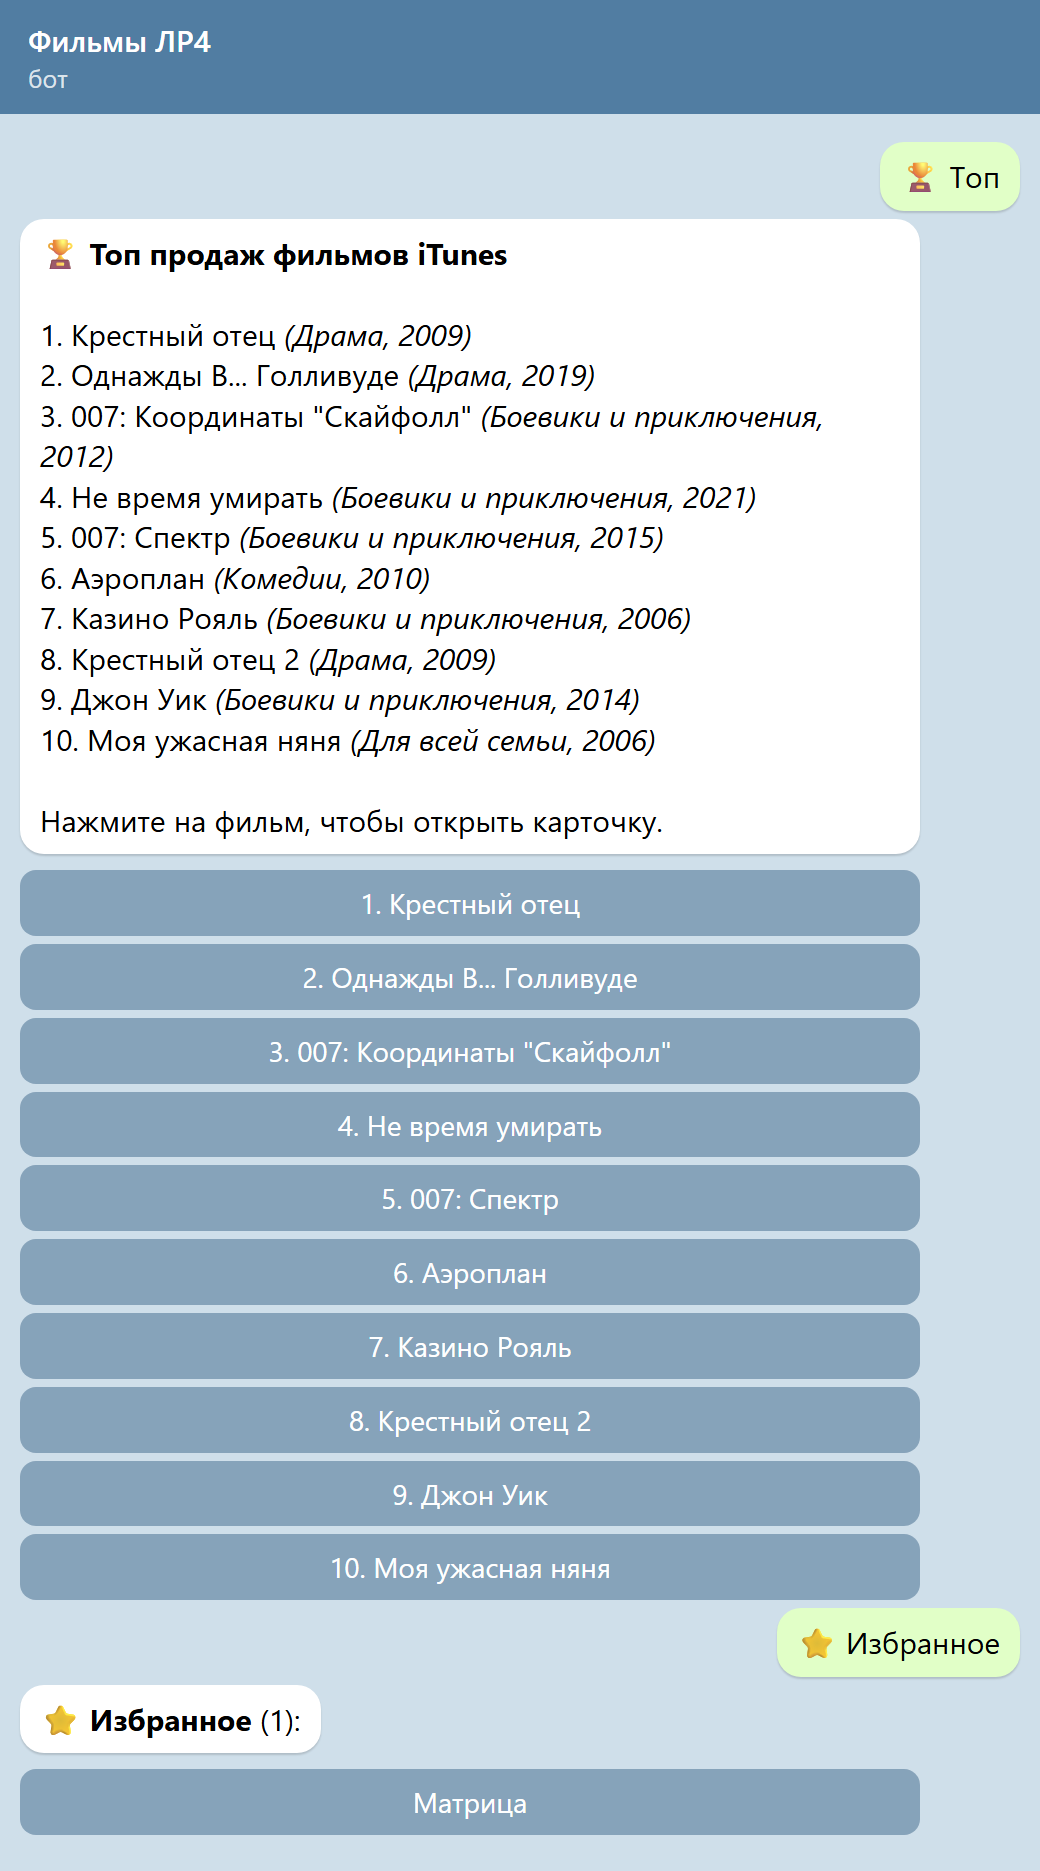 Фильмы ЛР4
бот
🏆 Топ
🏆 Топ продаж фильмов iTunes
1. Крестный отец (Драма, 2009)
2. Однажды В... Голливуде (Драма, 2019)
3. 007: Координаты "Скайфолл" (Боевики и приключения,
2012)
4. Не время умирать (Боевики и приключения, 2021)
5. 007: Спектр (Боевики и приключения, 2015)
6. Аэроплан (Комедии, 2010)
7. Казино Рояль (Боевики и приключения, 2006)
8. Крестный отец 2 (Драма, 2009)
9. Джон Уик (Боевики и приключения, 2014)
10. Моя ужасная няня (Для всей семьи, 2006)
Нажмите на фильм, чтобы открыть карточку.
1. Крестный отец
2. Однажды В... Голливуде
3. 007: Координаты "Скайфолл"
4. Не время умирать
5. 007: Спектр
6. Аэроплан
7. Казино Рояль
8. Крестный отец 2
9. Джон Уик
10. Моя ужасная няня
⭐ Избранное
⭐ Избранное (1):
Матрица